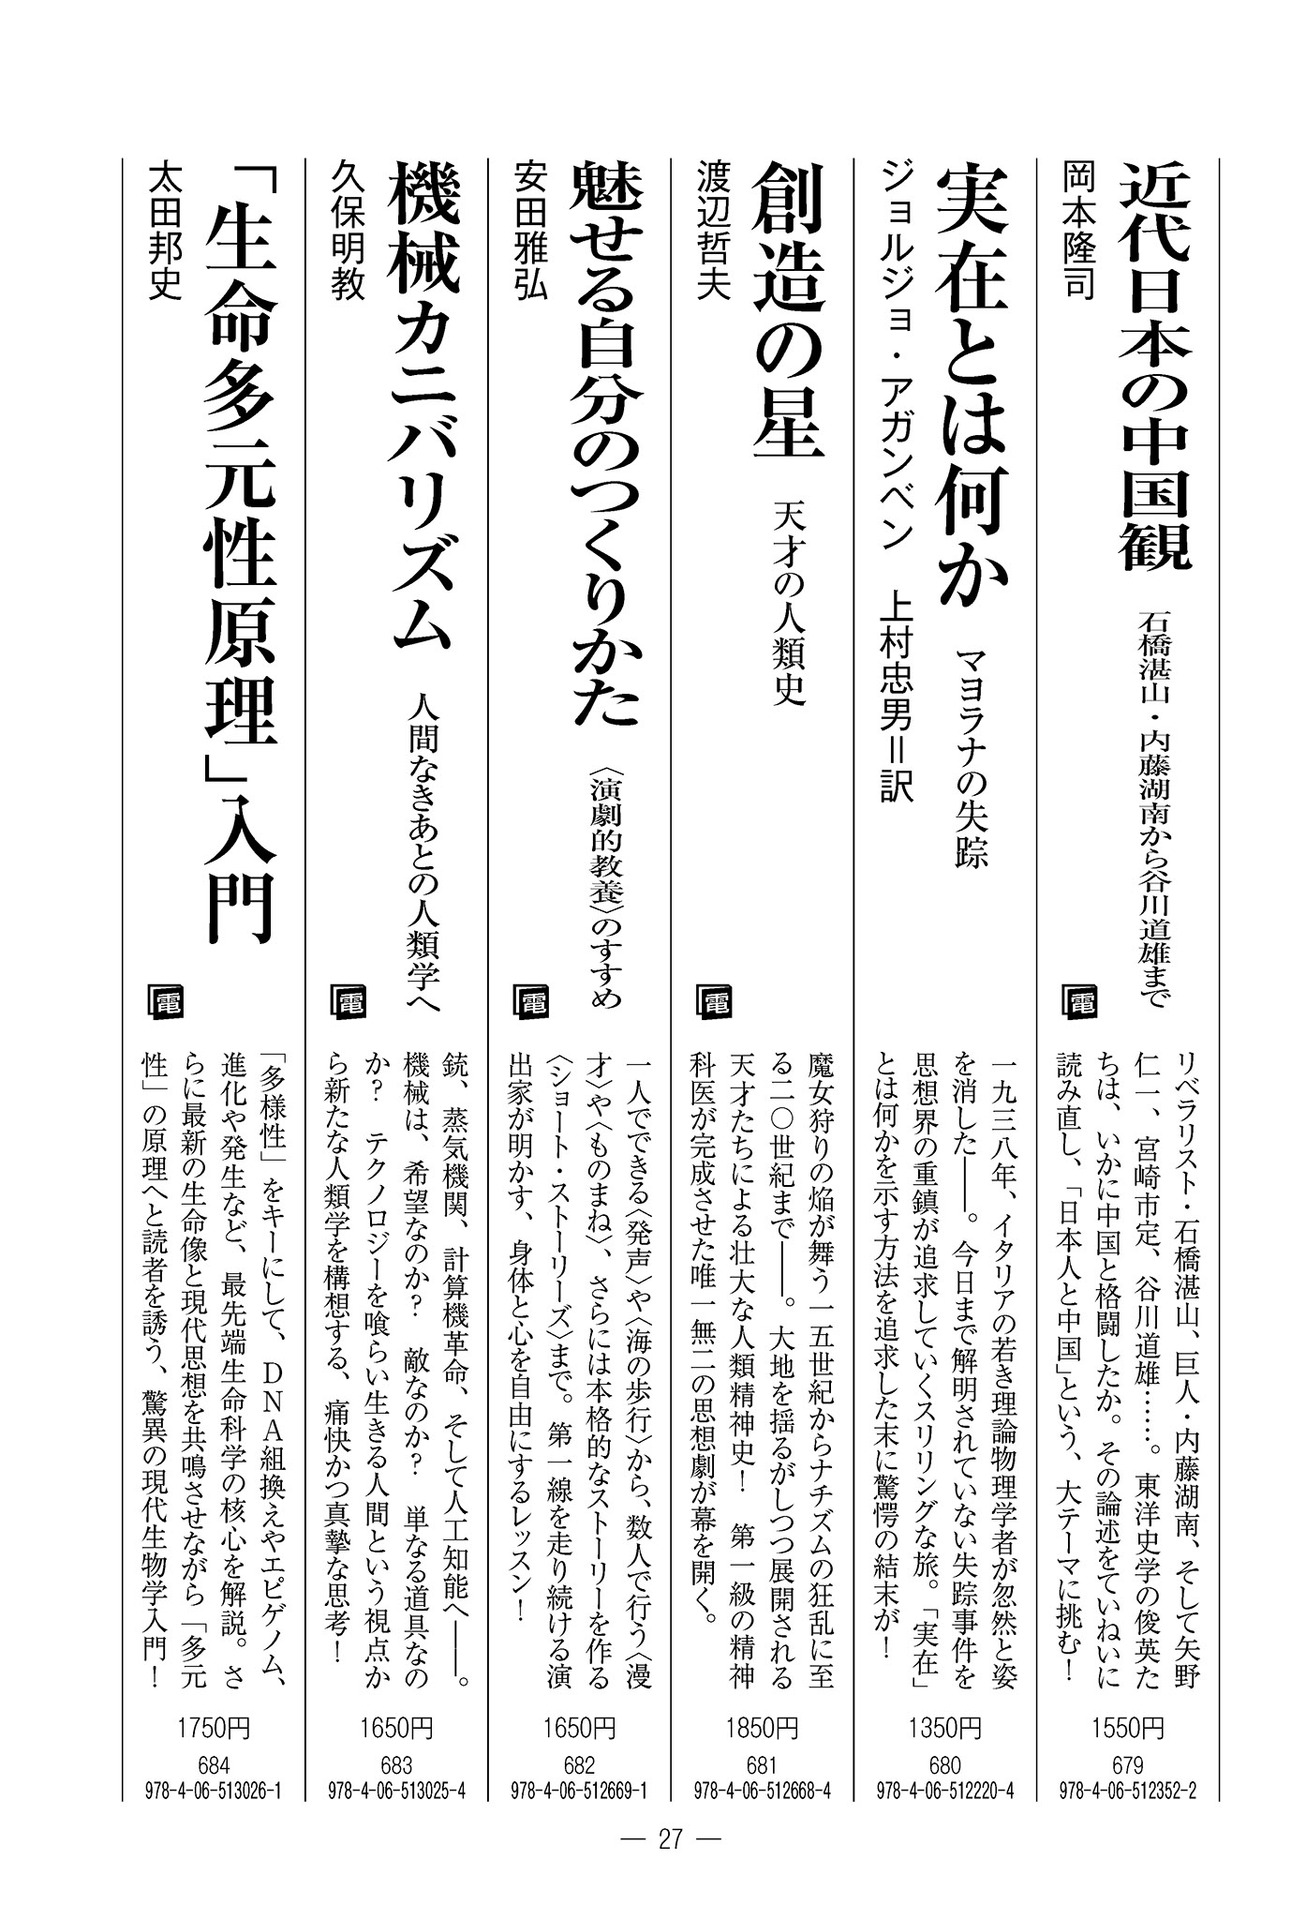 近代日本の中国観 石橋湛山・内藤湖南から谷川道雄まで
岡本隆司
電
リベラリスト・石橋湛山、巨人・内藤湖南、そして矢野
仁一、宮崎市定、谷川道雄……。東洋史学の俊英た
ちは、いかに中国と格闘したか。その論述をていねいに
読み直し、「日本人と中国」という、大テーマに挑む！
1550円
679
978-4-06-512352-2
実在とは何か マヨラナの失踪
ジョルジョ・アガンベン 上村忠男＝訳
一九三八年、イタリアの若き理論物理学者が忽然と姿
を消した――。今日まで解明されていない失踪事件を
思想界の重鎮が追求していくスリリングな旅。「実在」
とは何かを示す方法を追求した末に驚愕の結末が！
1350円
680
978-4-06-512220-4
創造の星 天才の人類史
渡辺哲夫
電
魔女狩りの焔が舞う一五世紀からナチズムの狂乱に至
る二〇世紀まで――。大地を揺るがしつつ展開される
天才たちによる壮大な人類精神史！ 第一級の精神
科医が完成させた唯一無二の思想劇が幕を開く。
1850円
681
978-4-06-512668-4
魅せる自分のつくりかた 〈演劇的教養〉のすすめ
安田雅弘
電
一人でできる〈発声〉や〈海の歩行〉から、数人で行う〈漫
才〉や〈ものまね〉、さらには本格的なストーリーを作る
〈ショート・ストーリーズ〉まで。第一線を走り続ける演
出家が明かす、身体と心を自由にするレッスン！
1650円
682
978-4-06-512669-1
機械カニバリズム 人間なきあとの人類学へ
久保明教
電
銃、蒸気機関、計算機革命、そして人工知能へ――。
機械は、希望なのか？ 敵なのか？ 単なる道具なの
か？ テクノロジーを喰らい生きる人間という視点か
ら新たな人類学を構想する、痛快かつ真摯な思考！
1650円
683
978-4-06-513025-4
「生命多元性原理」入門
太田邦史
電
「多様性」をキーにして、ＤＮＡ組換えやエピゲノム、
進化や発生など、最先端生命科学の核心を解説。さ
らに最新の生命像と現代思想を共鳴させながら「多元
性」の原理へと読者を誘う、驚異の現代生物学入門！
1750円
684
978-4-06-513026-1
― 27 ―